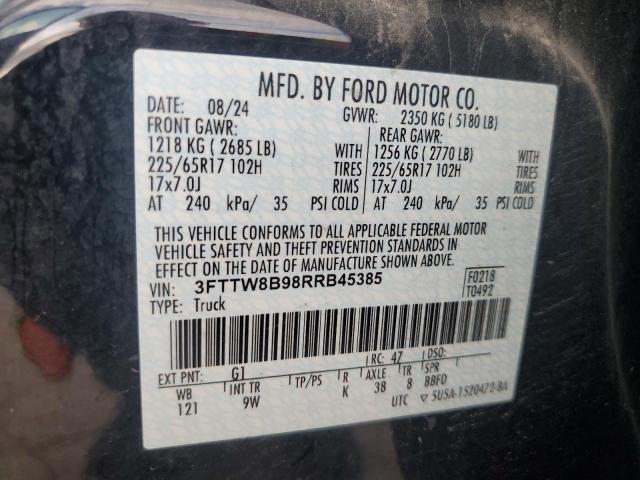 MFD. BY FORD MOTOR CO.
DATE: 08/24 GVWR: 2350 KG ( 5180 LB)
FRONT GAWR: REAR GAWR:
1218 KG ( 2685 LB) WITH 1256 KG ( 2770 LB) WITH
225/65R17 102H TIRES 225/65R17 102H TIRES
17x7.0J RIMS 17x7.0J RIMS
AT 240 kPa/ 35 PSI COLD AT 240 kPa/ 35 PSI COLD
THIS VEHICLE CONFORMS TO ALL APPLICABLE FEDERAL MOTOR
VEHICLE SAFETY AND THEFT PREVENTION STANDARDS IN
EFFECT ON THE DATE OF MANUFACTURE SHOWN ABOVE.
VIN: 3FTTW8B98RRB45385 F0218
TYPE: Truck T0492
EXT PNT: G1 RC: 47 DSO:
WB INT TR TP/PS R AXLE TR SPR
121 9W K 38 8 BBFD
UTC ▽ 5U5A-1520472-BA